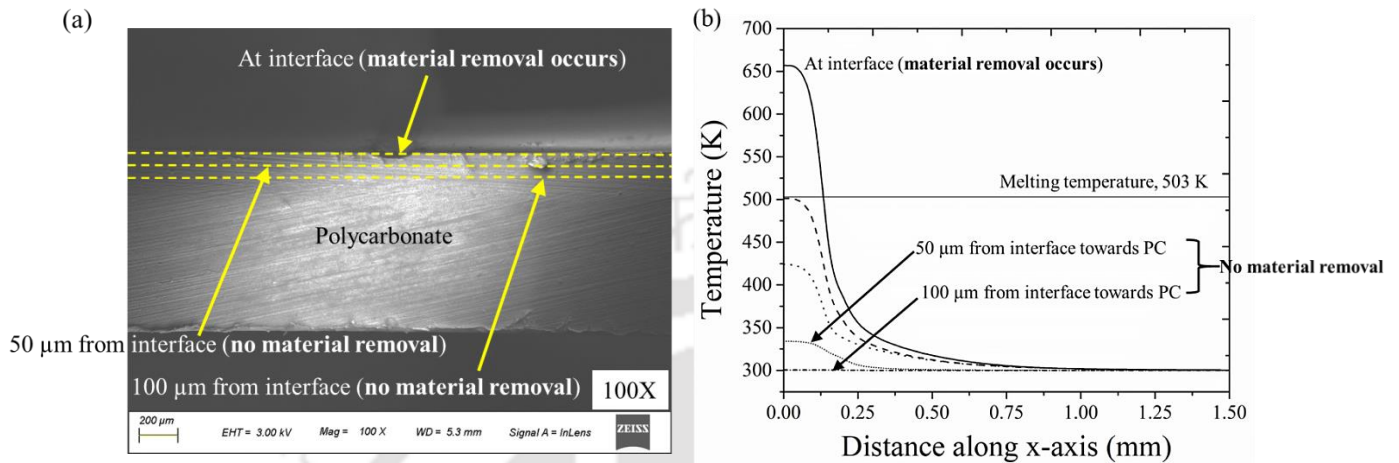 (a)
At interface (material removal occurs)
Polycarbonate
50 µm from interface (no material removal)
100 µm from interface (no material removal)
100X
200 µm
EHT = 3.00 kV
Mag = 100 X
WD = 5.3 mm
Signal A = InLens
ZEISS
(b)
700
650
600
550
500
450
400
350
300
Temperature (K)
At interface (material removal occurs)
Melting temperature, 503 K
50 µm from interface towards PC
No material removal
100 µm from interface towards PC
0.00 0.25 0.50 0.75 1.00 1.25 1.50
Distance along x-axis (mm)